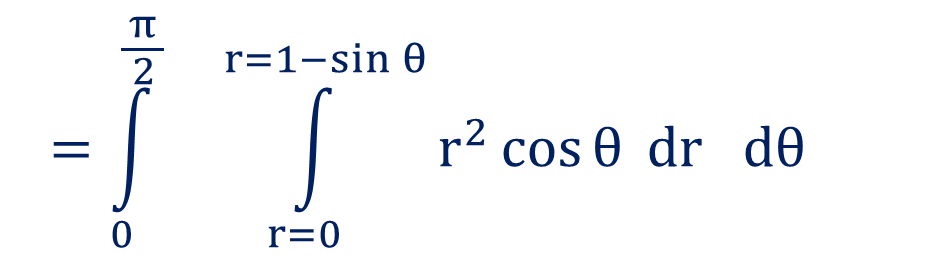 = ∫₀^(π/2) ∫_(r=0)^(r=1−sin θ) r² cos θ dr dθ